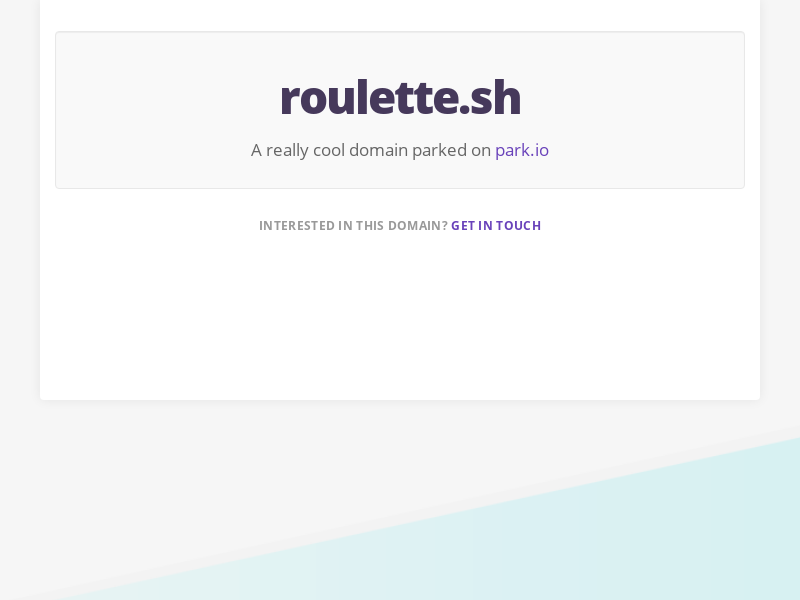 roulette.sh
A really cool domain parked on park.io
INTERESTED IN THIS DOMAIN? GET IN TOUCH